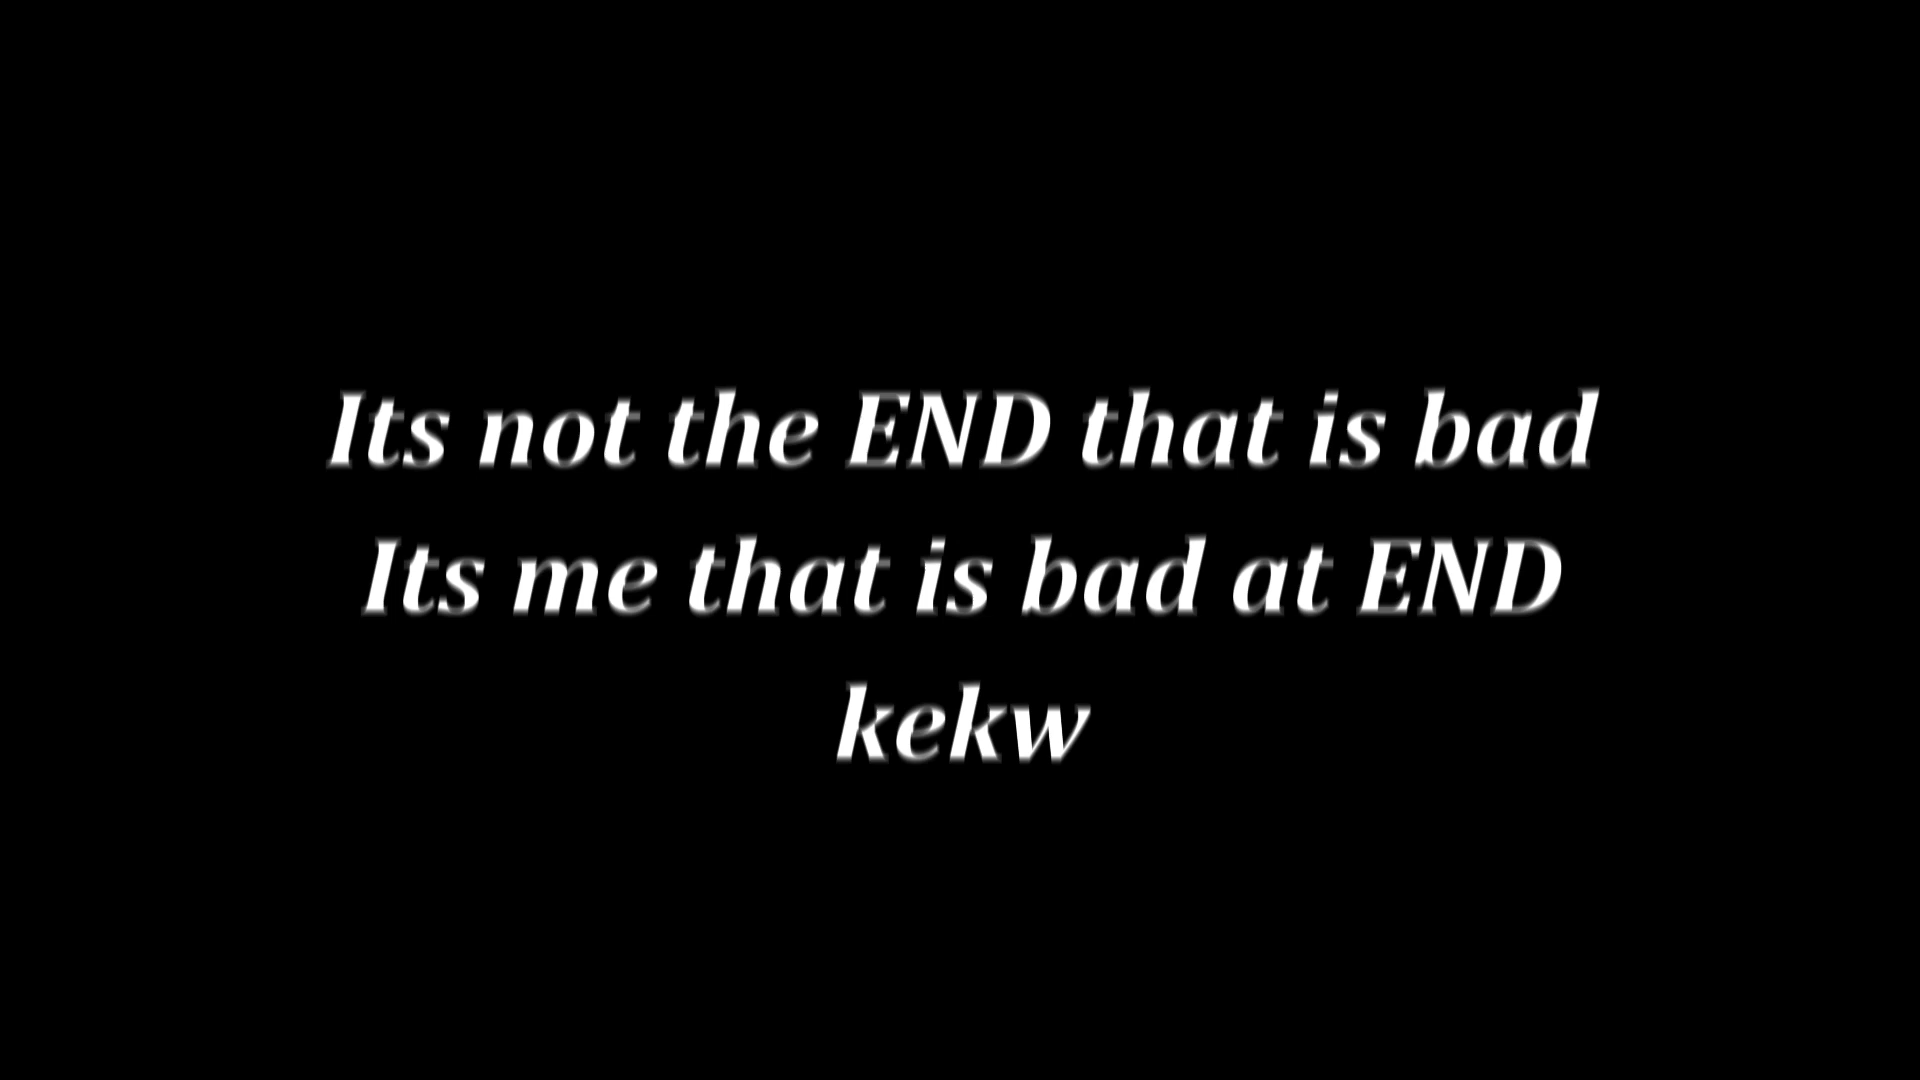 Its not the END that is bad
Its me that is bad at END
kekw